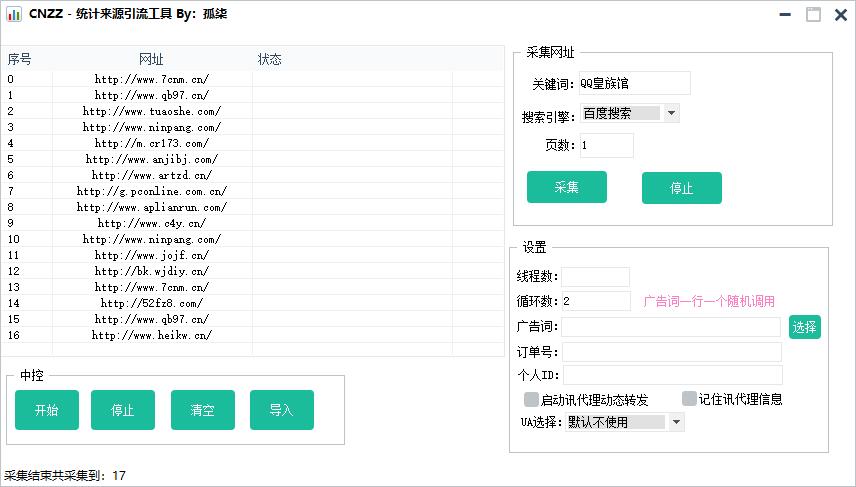 CNZZ - 统计来源引流工具 By：孤柒
序号 网址 状态
0 http://www.7cnm.cn/
1 http://www.qb97.cn/
2 http://www.tuaoshe.com/
3 http://www.ninpang.com/
4 http://m.cr173.com/
5 http://www.anjibj.com/
6 http://www.artzd.cn/
7 http://g.pconline.com.cn/
8 http://www.aplianrun.com/
9 http://www.c4y.cn/
10 http://www.ninpang.com/
11 http://www.jojf.cn/
12 http://bk.wjdiy.cn/
13 http://www.7cnm.cn/
14 http://52fz8.com/
15 http://www.qb97.cn/
16 http://www.heikw.cn/
中控
开始 停止 清空 导入
采集结束共采集到：17
采集网址
关键词：QQ皇族馆
搜索引擎：百度搜索
页数：1
采集 停止
设置
线程数：
循环数：2 广告词一行一个随机调用
广告词： 选择
订单号：
个人ID：
启动讯代理动态转发 记住讯代理信息
UA选择：默认不使用